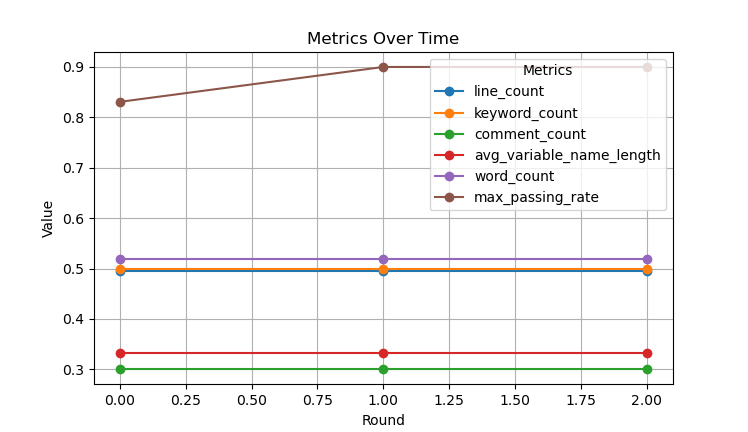 Metrics Over Time
Value
0.9
0.8
0.7
0.6
0.5
0.4
0.3
Metrics
line_count
keyword_count
comment_count
avg_variable_name_length
word_count
max_passing_rate
0.00 0.25 0.50 0.75 1.00 1.25 1.50 1.75 2.00
Round